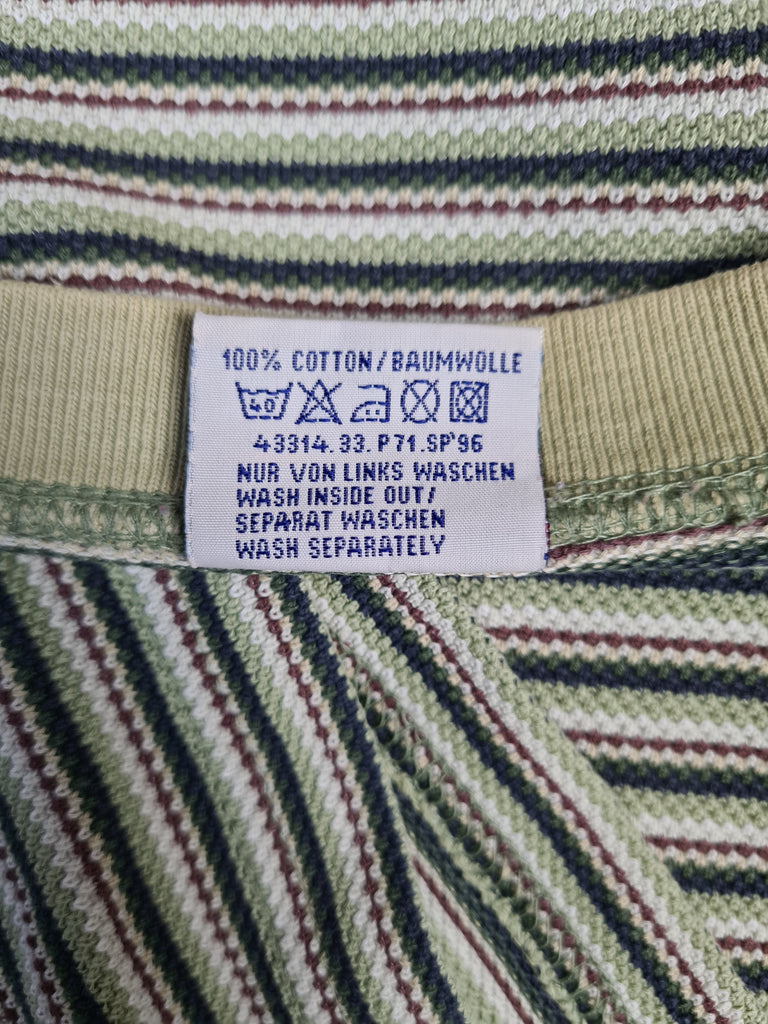 100% COTTON/BAUMWOLLE
40
43314.33.P71.SP'96
NUR VON LINKS WASCHEN
WASH INSIDE OUT/
SEPARAT WASCHEN
WASH SEPARATELY